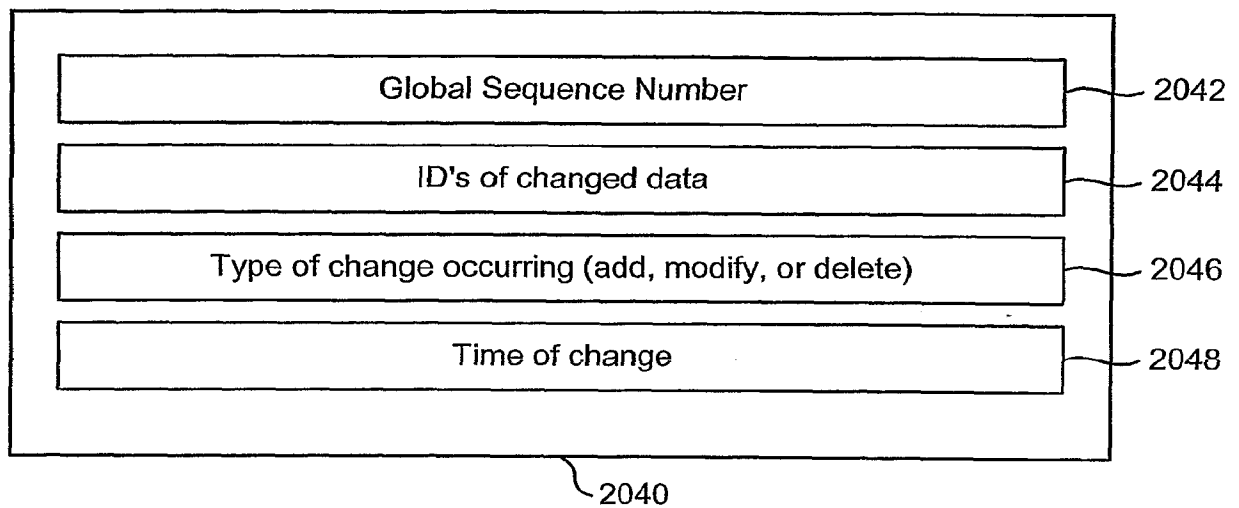 Global Sequence Number
2042
ID's of changed data
2044
Type of change occurring (add, modify, or delete)
2046
Time of change
2048
2040